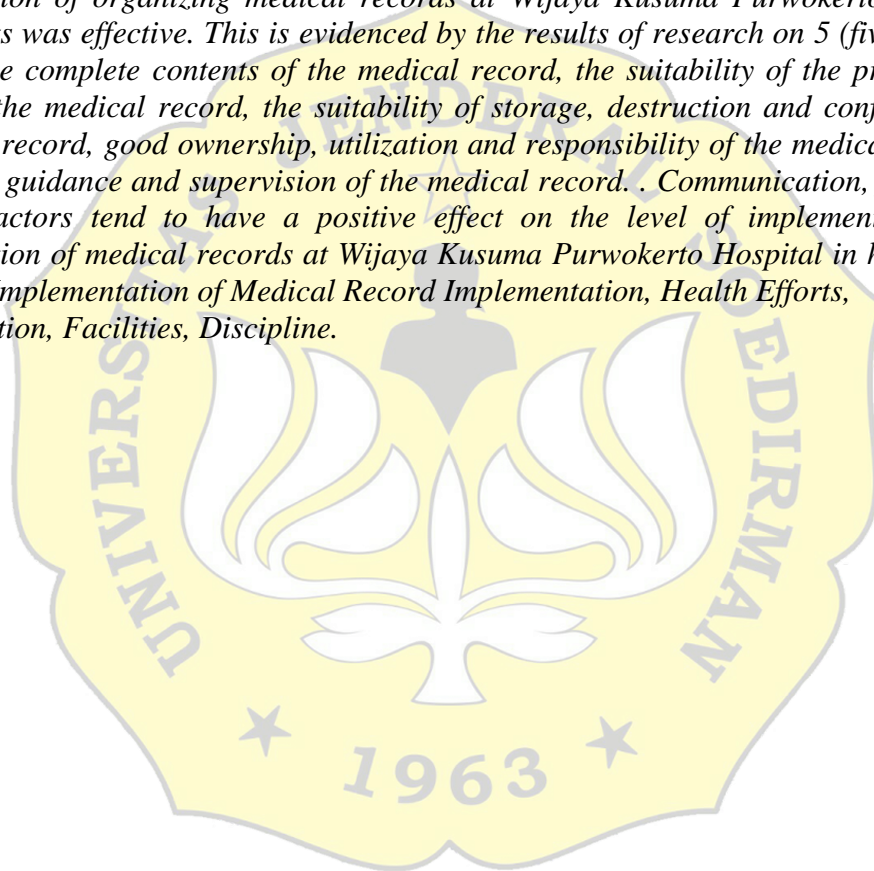 ion of organizing medical records at Wijaya Kusuma Purwokerto
s was effective. This is evidenced by the results of research on 5 (fiv
e complete contents of the medical record, the suitability of the pr
the medical record, the suitability of storage, destruction and conf
record, good ownership, utilization and responsibility of the medica
guidance and supervision of the medical record. . Communication,
actors tend to have a positive effect on the level of implemen
tion of medical records at Wijaya Kusuma Purwokerto Hospital in h
Implementation of Medical Record Implementation, Health Efforts,
tion, Facilities, Discipline.
UNIVERSITAS JENDERAL SOEDIRMAN
1963